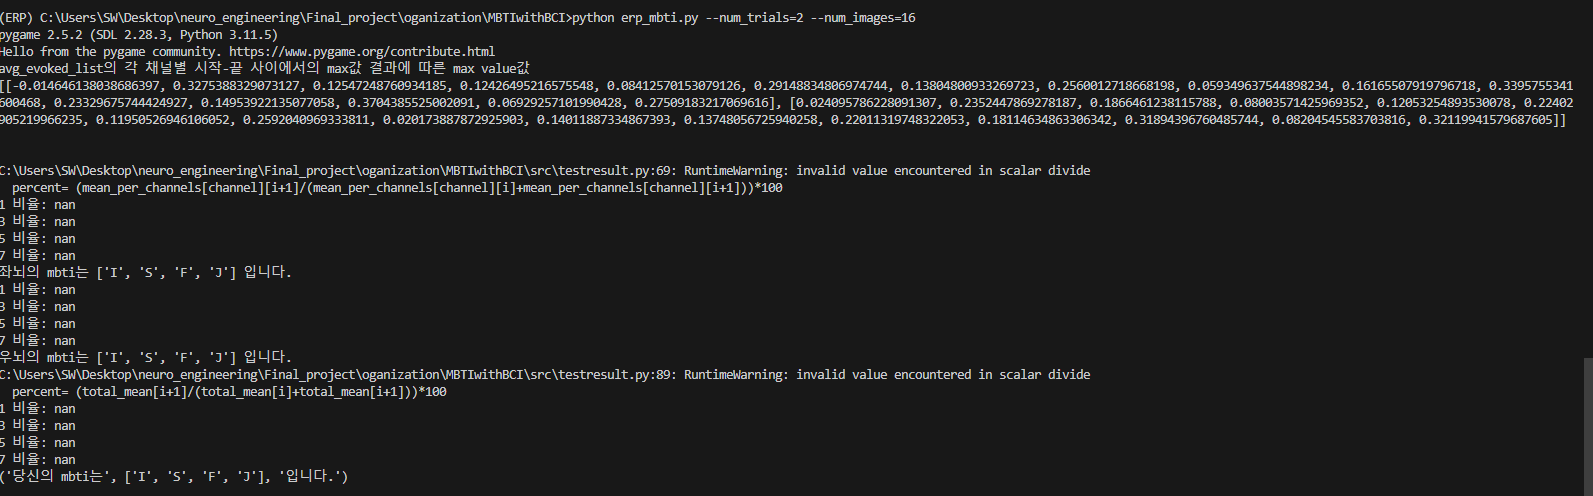 (ERP) C:\Users\SW\Desktop\neuro_engineering\Final_project\oganization\MBTIwithBCI>python erp_mbti.py --num_trials=2 --num_images=16
pygame 2.5.2 (SDL 2.28.3, Python 3.11.5)
Hello from the pygame community. https://www.pygame.org/contribute.html
avg_evoked_list의 각 채널별 시작-끝 사이에서의 max값 결과에 따른 max value값
[[-0.014646138038686397, 0.3275388329073127, 0.12547248760934185, 0.12426495216575548, 0.08412570153079126, 0.29148834806974744, 0.13804800933269723, 0.2560012718668198, 0.059349637544898234, 0.16165507919796718, 0.3395755341
600468, 0.23329675744424927, 0.14953922135077058, 0.3704385525002091, 0.06929257101990428, 0.27509183217069616], [0.024095786228091307, 0.2352447869278187, 0.1866461238115788, 0.08003571425969352, 0.12053254893530078, 0.22402
905219966235, 0.11950526946106052, 0.2592040969333811, 0.020173887872925903, 0.14011887334867393, 0.13748056725940258, 0.22011319748322053, 0.18114634863306342, 0.31894396760485744, 0.08204545583703816, 0.32119941579687605]]
C:\Users\SW\Desktop\neuro_engineering\Final_project\oganization\MBTIwithBCI\src\testresult.py:69: RuntimeWarning: invalid value encountered in scalar divide
percent= (mean_per_channels[channel][i+1]/(mean_per_channels[channel][i]+mean_per_channels[channel][i+1]))*100
1 비율: nan
3 비율: nan
5 비율: nan
7 비율: nan
좌뇌의 mbti는 ['I', 'S', 'F', 'J'] 입니다.
1 비율: nan
3 비율: nan
5 비율: nan
7 비율: nan
우뇌의 mbti는 ['I', 'S', 'F', 'J'] 입니다.
C:\Users\SW\Desktop\neuro_engineering\Final_project\oganization\MBTIwithBCI\src\testresult.py:89: RuntimeWarning: invalid value encountered in scalar divide
percent= (total_mean[i+1]/(total_mean[i]+total_mean[i+1]))*100
1 비율: nan
3 비율: nan
5 비율: nan
7 비율: nan
('당신의 mbti는', ['I', 'S', 'F', 'J'], '입니다.')